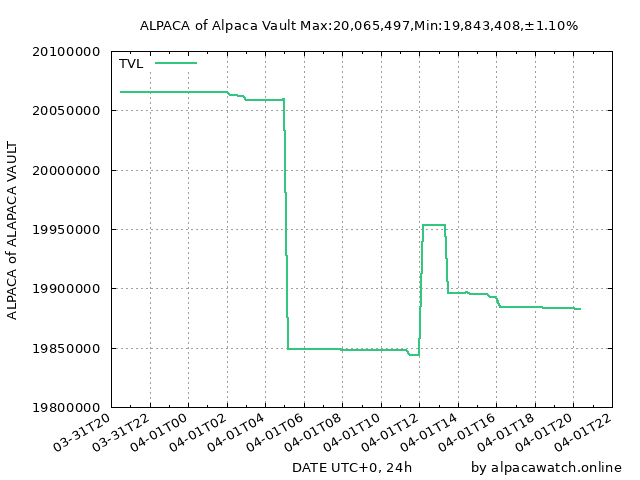 ALPACA of Alpaca Vault Max:20,065,497,Min:19,843,408,±1.10%
TVL
20100000
20050000
20000000
19950000
19900000
19850000
19800000
ALPACA of ALAPACA VAULT
03-31T20
03-31T22
04-01T00
04-01T02
04-01T04
04-01T06
04-01T08
04-01T10
04-01T12
04-01T14
04-01T16
04-01T18
04-01T20
04-01T22
DATE UTC+0, 24h
by alpacawatch.online